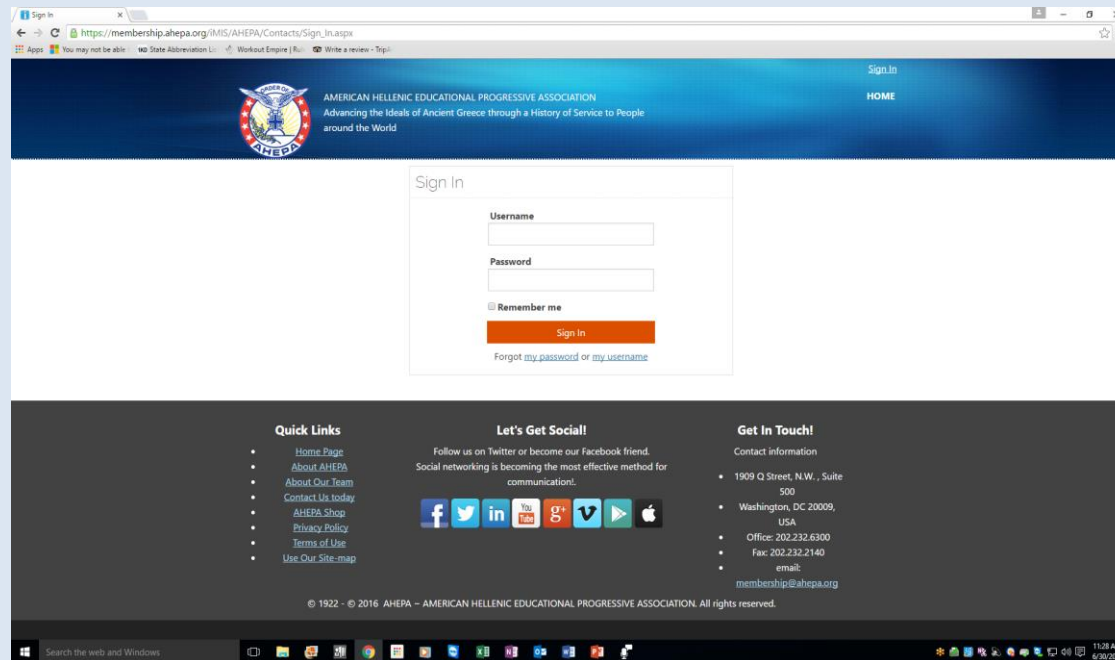 Sign In
https://membership.ahepa.org/iMIS/AHEPA/Contacts/Sign_In.aspx
Apps You may not be able State Abbreviation Workout Empire | Write a review - Trip
Sign In
HOME
ORDER OF
AHEPA
AMERICAN HELLENIC EDUCATIONAL PROGRESSIVE ASSOCIATION
Advancing the Ideals of Ancient Greece through a History of Service to People
around the World
Sign In
Username
Password
Remember me
Sign In
Forgot my password or my username
Quick Links
Home Page
About AHEPA
About Our Team
Contact Us today
AHEPA Shop
Privacy Policy
Terms of Use
Use Our Site-map
Let's Get Social!
Follow us on Twitter or become our Facebook friend.
Social networking is becoming the most effective method for
communication!.
You
Tube
Get In Touch!
Contact information
1909 Q Street, N.W. , Suite
500
Washington, DC 20009,
USA
Office: 202.232.6300
Fax: 202.232.2140
email:
membership@ahepa.org
© 1922 - © 2016 AHEPA – AMERICAN HELLENIC EDUCATIONAL PROGRESSIVE ASSOCIATION. All rights reserved.
Search the web and Windows
11:28 A
6/30/20